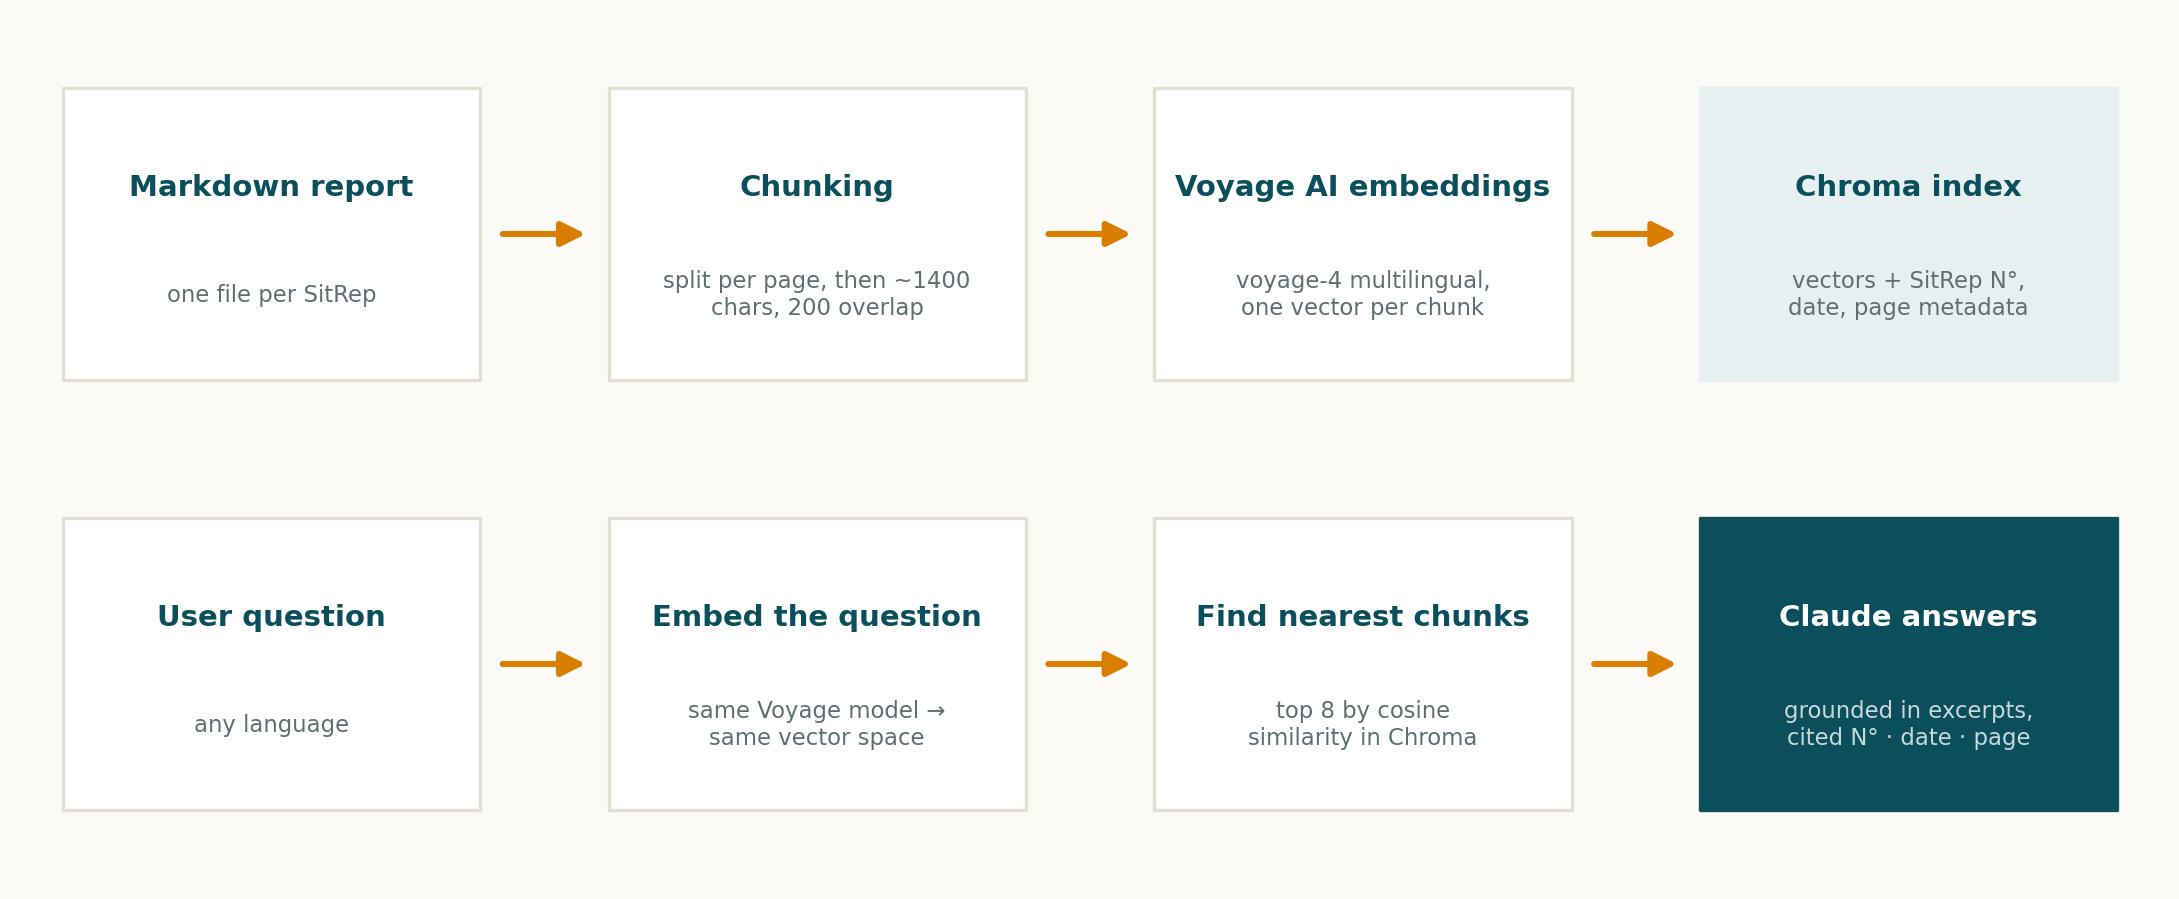 Markdown report
one file per SitRep
Chunking
split per page, then ~1400
chars, 200 overlap
Voyage AI embeddings
voyage-4 multilingual,
one vector per chunk
Chroma index
vectors + SitRep N°,
date, page metadata
User question
any language
Embed the question
same Voyage model →
same vector space
Find nearest chunks
top 8 by cosine
similarity in Chroma
Claude answers
grounded in excerpts,
cited N° · date · page